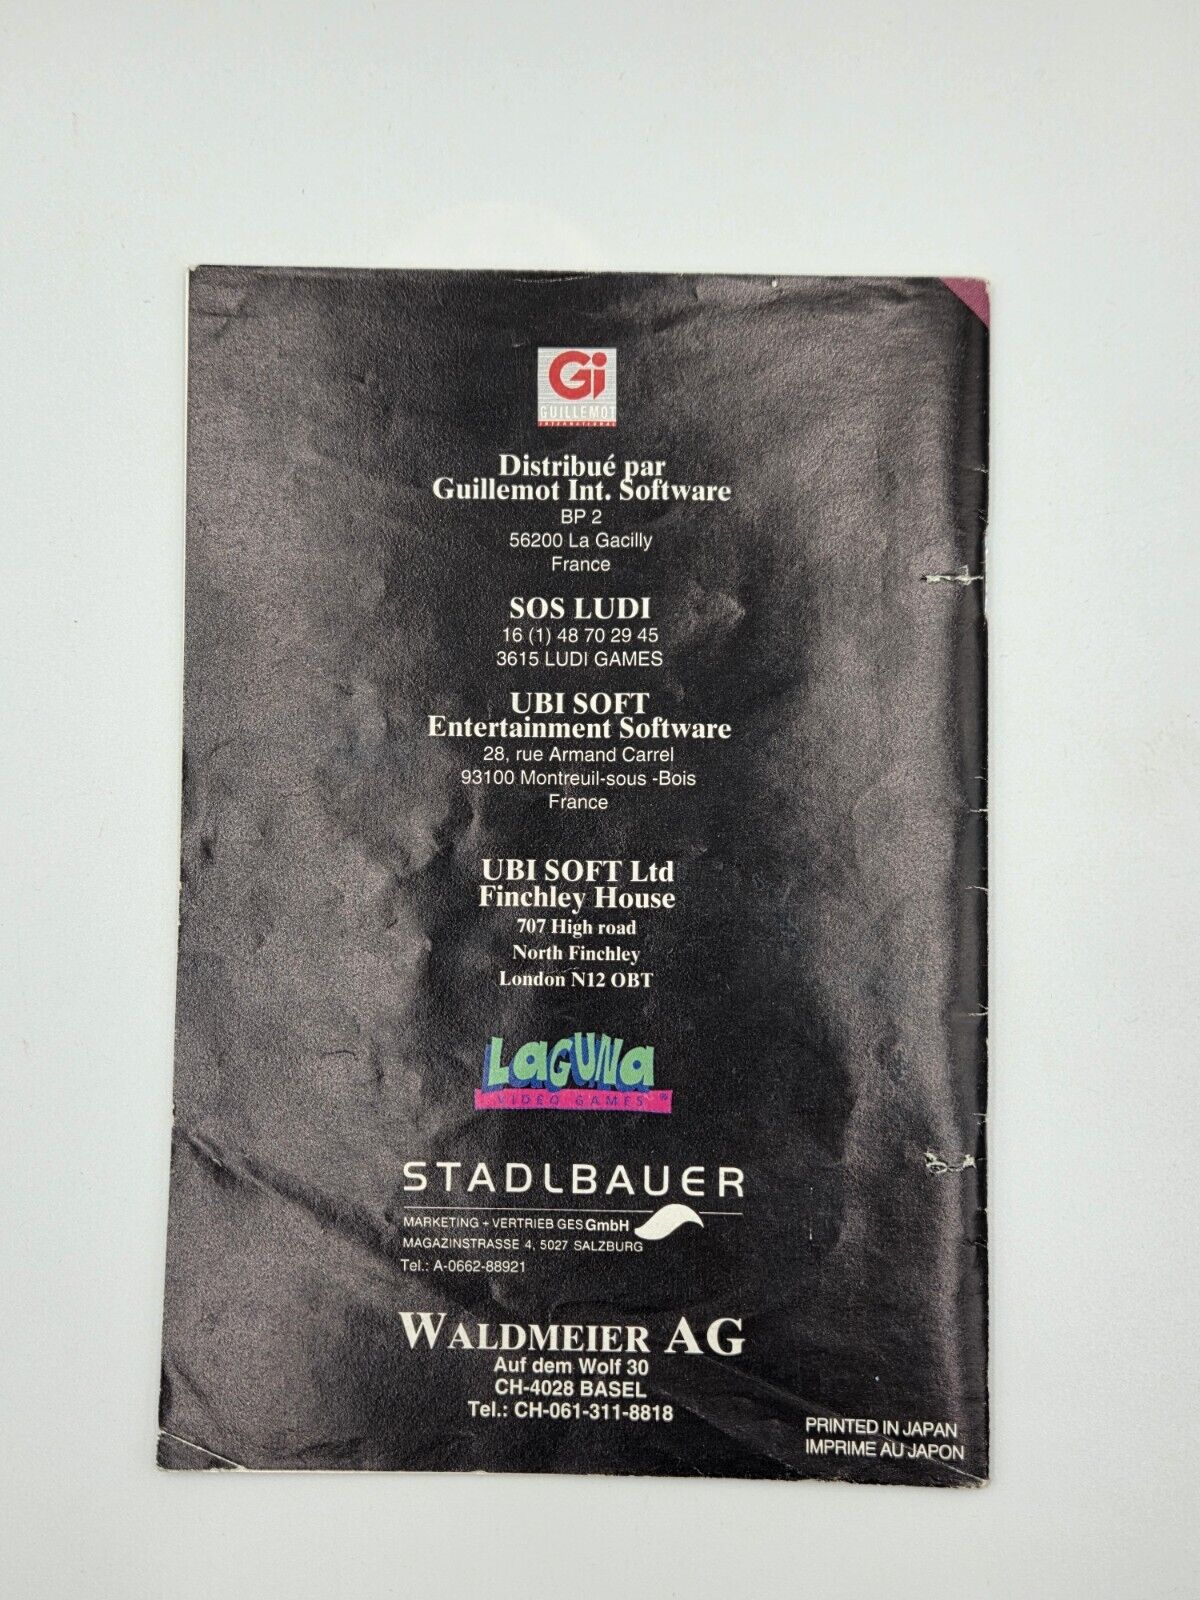 Gi
GUILLEMOT
INTERNATIONAL
Distribué par
Guillemot Int. Software
BP 2
56200 La Gacilly
France
SOS LUDI
16 (1) 48 70 29 45
3615 LUDI GAMES
UBI SOFT
Entertainment Software
28, rue Armand Carrel
93100 Montreuil-sous -Bois
France
UBI SOFT Ltd
Finchley House
707 High road
North Finchley
London N12 OBT
LAGUNA
VIDEO GAMES ®
STADLBAUER
MARKETING + VERTRIEB GES GmbH
MAGAZINSTRASSE 4, 5027 SALZBURG
Tel.: A-0662-88921
WALDMEIER AG
Auf dem Wolf 30
CH-4028 BASEL
Tel.: CH-061-311-8818
PRINTED IN JAPAN
IMPRIME AU JAPON